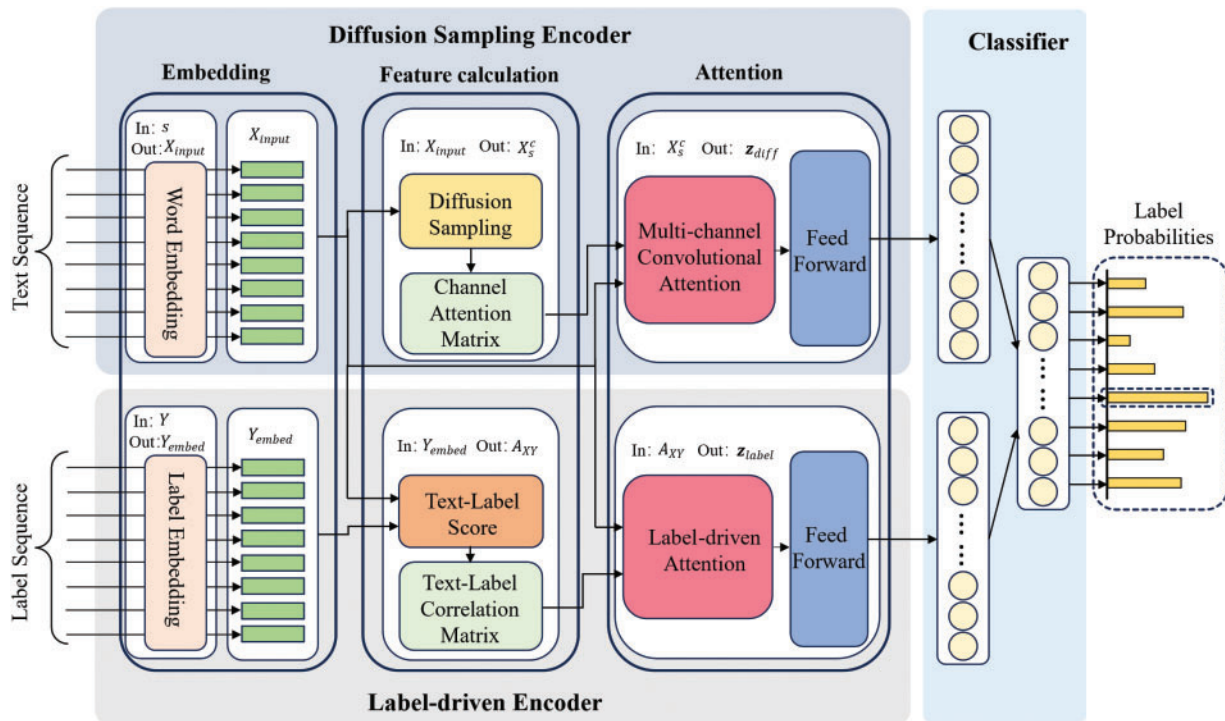 Diffusion Sampling Encoder
Classifier
Embedding
Feature calculation
Attention
Text Sequence
In: s
Out: X_input
Word Embedding
X_input
In: X_input Out: X_s^c
Diffusion
Sampling
Channel
Attention
Matrix
In: X_s^c Out: z_diff
Multi-channel
Convolutional
Attention
Feed
Forward
Label
Probabilities
Label Sequence
In: Y
Out: Y_embed
Label Embedding
Y_embed
In: Y_embed Out: A_XY
Text-Label
Score
Text-Label
Correlation
Matrix
In: A_XY Out: z_label
Label-driven
Attention
Feed
Forward
Label-driven Encoder